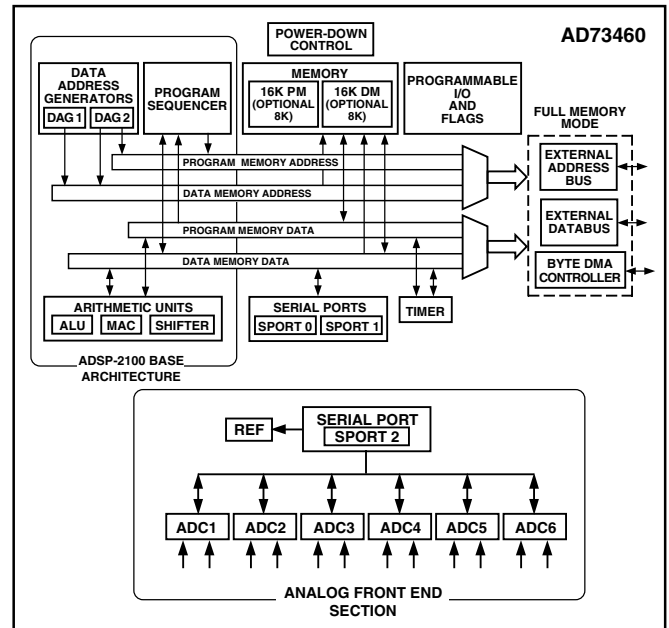 AD73460
POWER-DOWN
CONTROL
DATA
ADDRESS
GENERATORS
DAG 1
DAG 2
PROGRAM
SEQUENCER
MEMORY
16K PM
(OPTIONAL
8K)
16K DM
(OPTIONAL
8K)
PROGRAMMABLE
I/O
AND
FLAGS
FULL MEMORY
MODE
PROGRAM MEMORY ADDRESS
DATA MEMORY ADDRESS
PROGRAM MEMORY DATA
DATA MEMORY DATA
EXTERNAL
ADDRESS
BUS
EXTERNAL
DATABUS
BYTE DMA
CONTROLLER
ARITHMETIC UNITS
ALU
MAC
SHIFTER
SERIAL PORTS
SPORT 0
SPORT 1
TIMER
ADSP-2100 BASE
ARCHITECTURE
REF
SERIAL PORT
SPORT 2
ADC1
ADC2
ADC3
ADC4
ADC5
ADC6
ANALOG FRONT END
SECTION